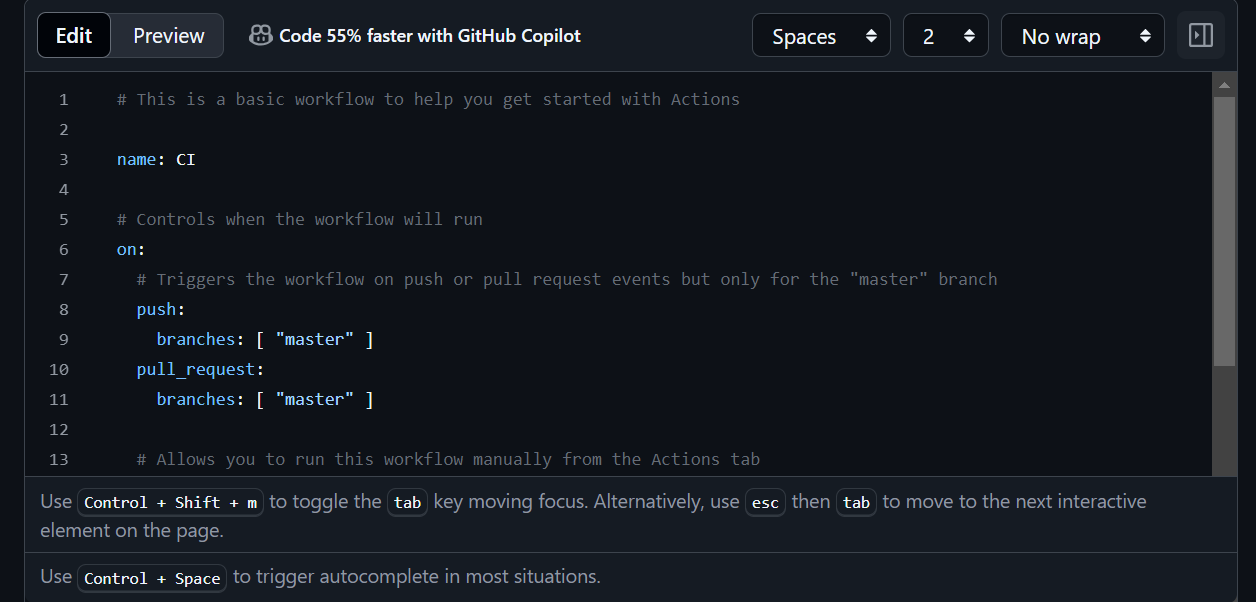 Edit Preview Code 55% faster with GitHub Copilot Spaces 2 No wrap
1 # This is a basic workflow to help you get started with Actions
2
3 name: CI
4
5 # Controls when the workflow will run
6 on:
7   # Triggers the workflow on push or pull request events but only for the "master" branch
8   push:
9     branches: [ "master" ]
10   pull_request:
11     branches: [ "master" ]
12
13   # Allows you to run this workflow manually from the Actions tab
Use Control + Shift + m to toggle the tab key moving focus. Alternatively, use esc then tab to move to the next interactive
element on the page.
Use Control + Space to trigger autocomplete in most situations.